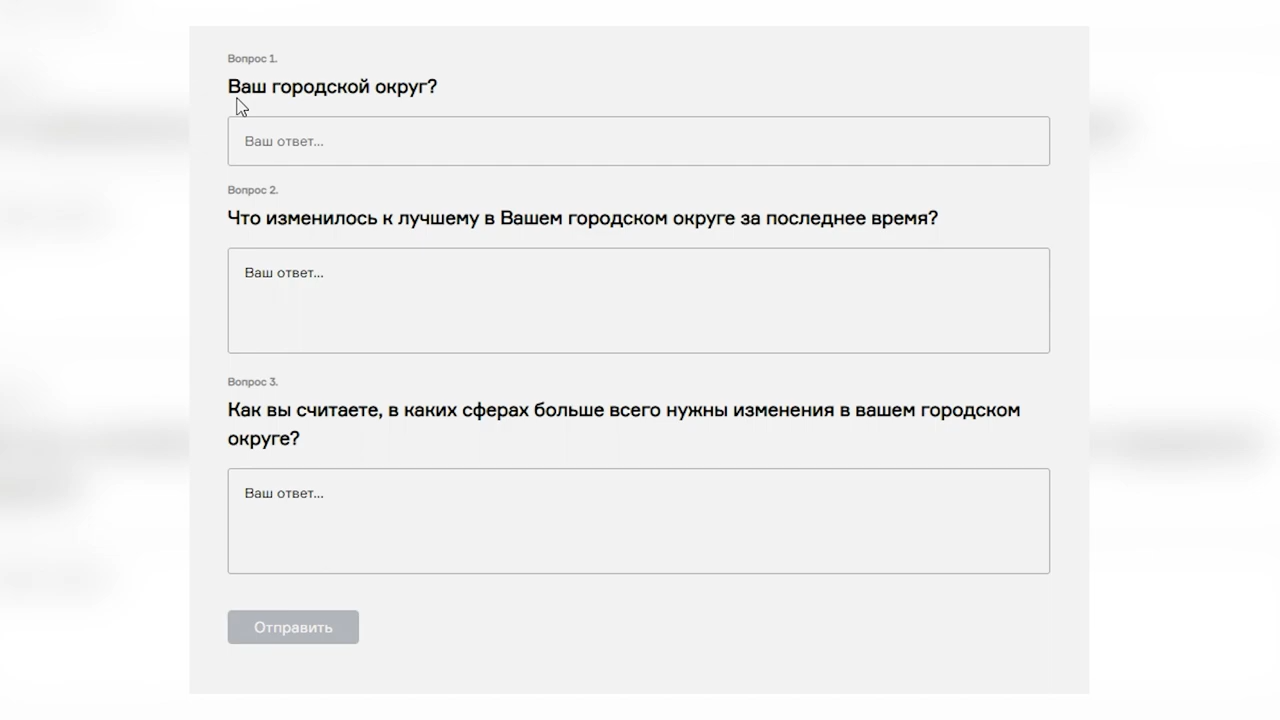 Вопрос 1.
Ваш городской округ?
Ваш ответ...
Вопрос 2.
Что изменилось к лучшему в Вашем городском округе за последнее время?
Ваш ответ...
Вопрос 3.
Как вы считаете, в каких сферах больше всего нужны изменения в вашем городском
округе?
Ваш ответ...
Отправить